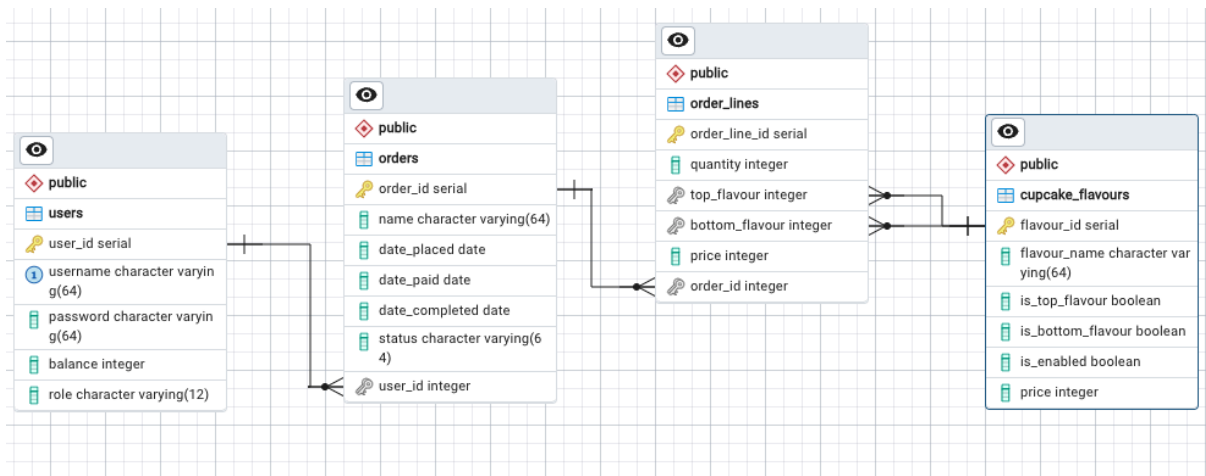 public
users
user_id serial
username character varyin
g(64)
password character varyin
g(64)
balance integer
role character varying(12)
public
orders
order_id serial
name character varying(64)
date_placed date
date_paid date
date_completed date
status character varying(6
4)
user_id integer
public
order_lines
order_line_id serial
quantity integer
top_flavour integer
bottom_flavour integer
price integer
order_id integer
public
cupcake_flavours
flavour_id serial
flavour_name character var
ying(64)
is_top_flavour boolean
is_bottom_flavour boolean
is_enabled boolean
price integer